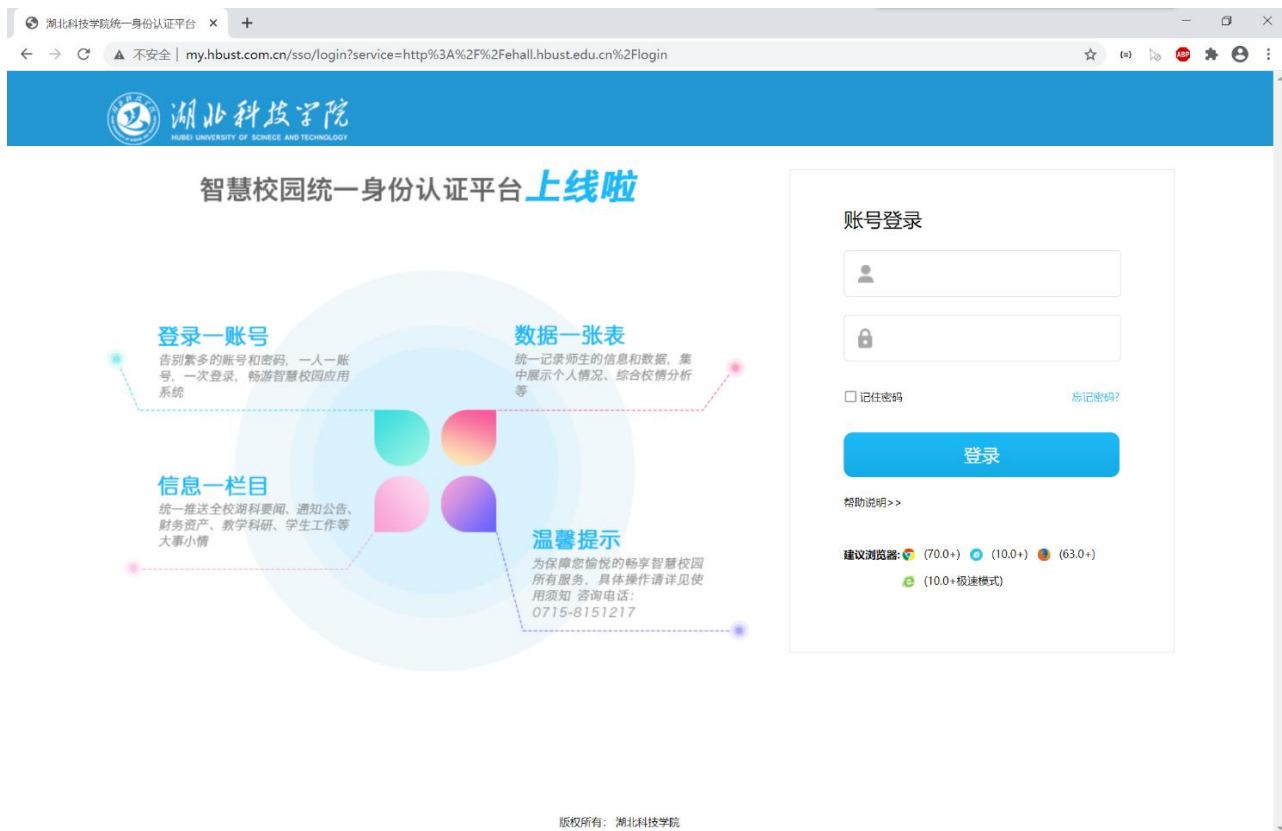 湖北科技学院统一身份认证平台
不安全 | my.hbust.com.cn/sso/login?service=http%3A%2F%2Fehall.hbust.edu.cn%2Flogin
ABP
湖北科技学院
HUBEI UNIVERSITY OF SCINECE AND TECHNOLOGY
智慧校园统一身份认证平台上线啦
登录一账号
告别繁多的账号和密码，一人一账
号，一次登录，畅游智慧校园应用
系统
数据一张表
统一记录师生的信息和数据，集
中展示个人情况、综合校情分析
等
信息一栏目
统一推送全校湖科要闻、通知公告、
财务资产、教学科研、学生工作等
大事小情
温馨提示
为保障您愉悦的畅享智慧校园
所有服务，具体操作请详见使
用须知 咨询电话：
0715-8151217
账号登录
记住密码
忘记密码?
登录
帮助说明>>
建议浏览器: (70.0+) (10.0+) (63.0+)
(10.0+极速模式)
版权所有： 湖北科技学院